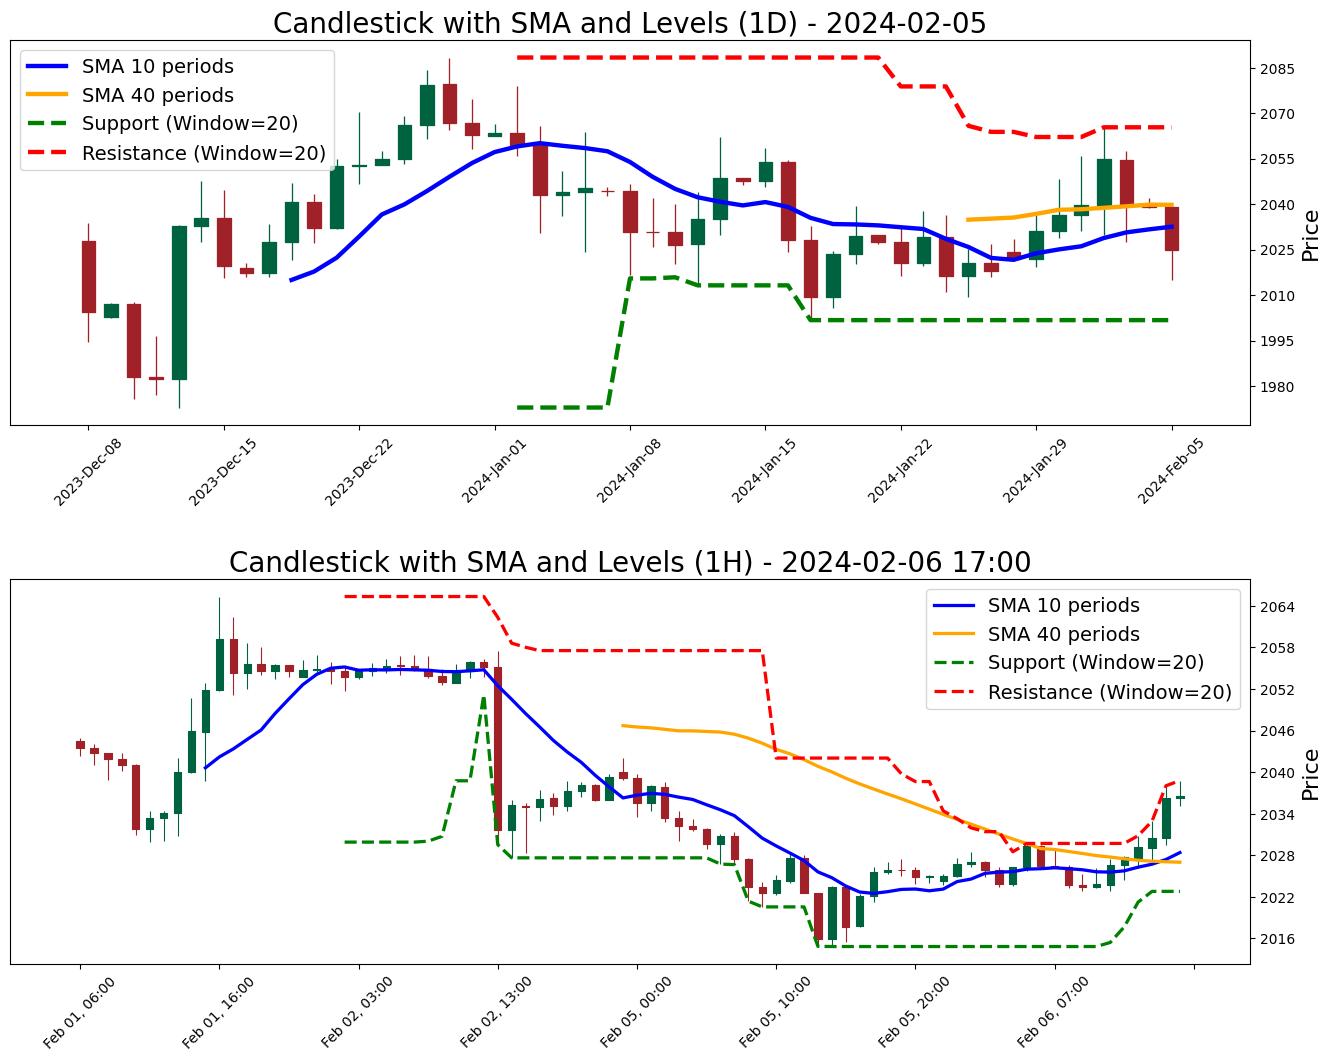 Candlestick with SMA and Levels (1D) - 2024-02-05
SMA 10 periods
SMA 40 periods
Support (Window=20)
Resistance (Window=20)
2085
2070
2055
2040
2025
2010
1995
1980
Price
2023-Dec-08
2023-Dec-15
2023-Dec-22
2024-Jan-01
2024-Jan-08
2024-Jan-15
2024-Jan-22
2024-Jan-29
2024-Feb-05
Candlestick with SMA and Levels (1H) - 2024-02-06 17:00
SMA 10 periods
SMA 40 periods
Support (Window=20)
Resistance (Window=20)
2064
2058
2052
2046
2040
2034
2028
2022
2016
Price
Feb 01, 06:00
Feb 01, 16:00
Feb 02, 03:00
Feb 02, 13:00
Feb 05, 00:00
Feb 05, 10:00
Feb 05, 20:00
Feb 06, 07:00